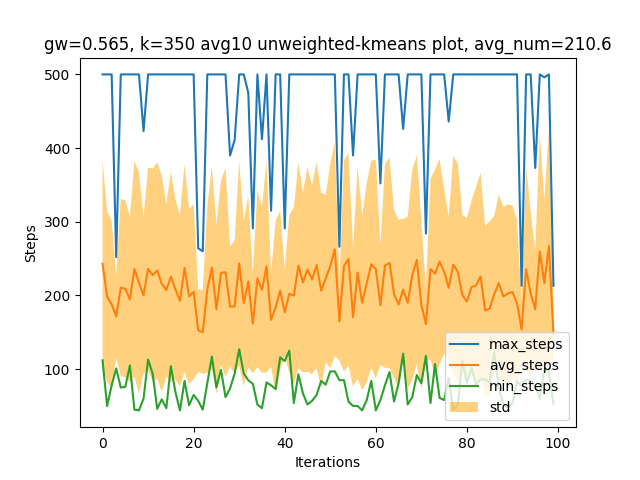 gw=0.565, k=350 avg10 unweighted-kmeans plot, avg_num=210.6
500
400
300
200
100
Steps
0
20
40
60
80
100
Iterations
max_steps
avg_steps
min_steps
std